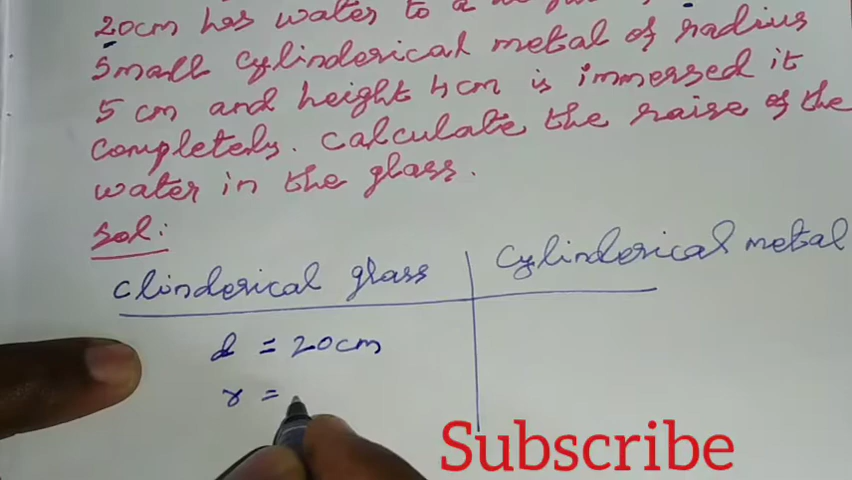 20cm has water to a
small cylinderical metal of radius
5 cm and height 4cm is immersed it
completely. calculate the raise of the
water in the glass.
Sol:
clinderical glass cylinderical metal
d = 20cm
r =
Subscribe